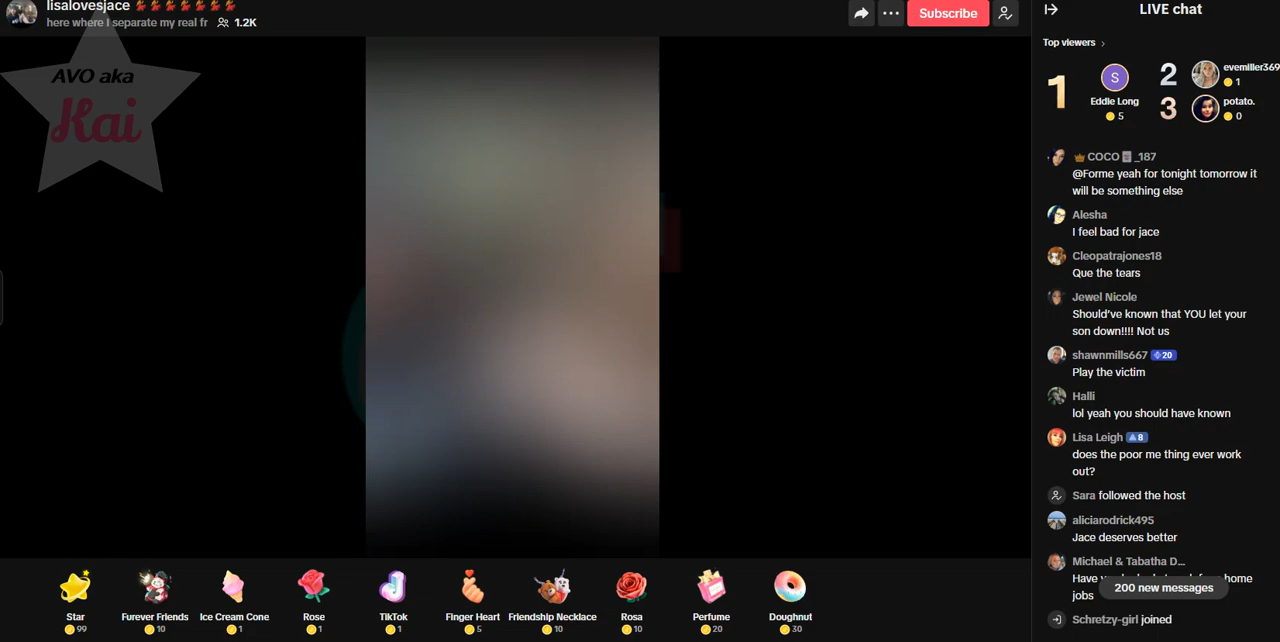 lisalovesjace 💃💃💃💃💃💃💃
here where I separate my real fr 1.2K
Subscribe
AVO aka
Kai
LIVE chat
Top viewers
1
S
Eddie Long
5
2
evemiller369
1
3
potato.
0
COCO _187
@Forme yeah for tonight tomorrow it
will be something else
Alesha
I feel bad for jace
Cleopatrajones18
Que the tears
Jewel Nicole
Should've known that YOU let your
son down!!!! Not us
shawnmills667 20
Play the victim
Halli
lol yeah you should have known
Lisa Leigh 8
does the poor me thing ever work
out?
Sara followed the host
aliciarodrick495
Jace deserves better
Michael & Tabatha D...
Have home
jobs
200 new messages
Schretzy-girl joined
Star
99
Furever Friends
10
Ice Cream Cone
1
Rose
1
TikTok
1
Finger Heart
5
Friendship Necklace
10
Rosa
10
Perfume
20
Doughnut
30